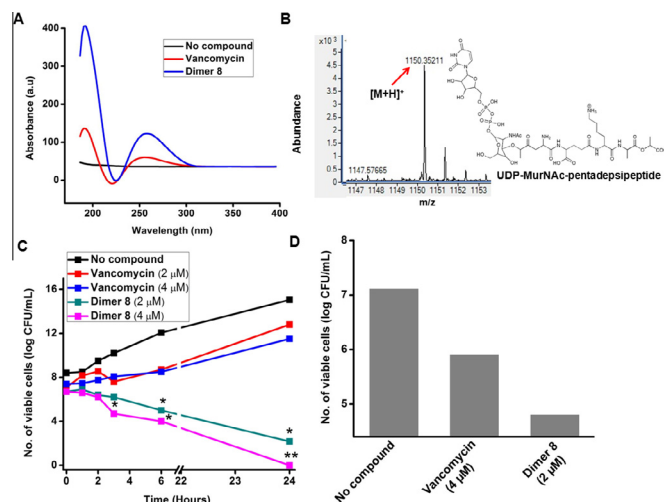 A
400
300
200
100
0
200
250
300
350
400
Absorbance (a.u)
Wavelength (nm)
No compound
Vancomycin
Dimer 8
B
x10³
5
4.5
4
3.5
3
2.5
2
1.5
1
0.5
0
1150.35211
[M+H]⁺
1147.57665
1147 1148 1149 1150 1151 1152 1153
m/z
Abundance
UDP-MurNAc-pentadepsipeptide
C
No compound
Vancomycin (2 μM)
Vancomycin (4 μM)
Dimer 8 (2 μM)
Dimer 8 (4 μM)
16
12
8
4
0
0 2 4 6 22 23 24
* * * * **
No. of viable cells (log CFU/mL)
Time (Hours)
D
8
7
6
5
No. of viable cells (log CFU/mL)
No compound
Vancomycin
(4 μM)
Dimer 8
(2 μM)